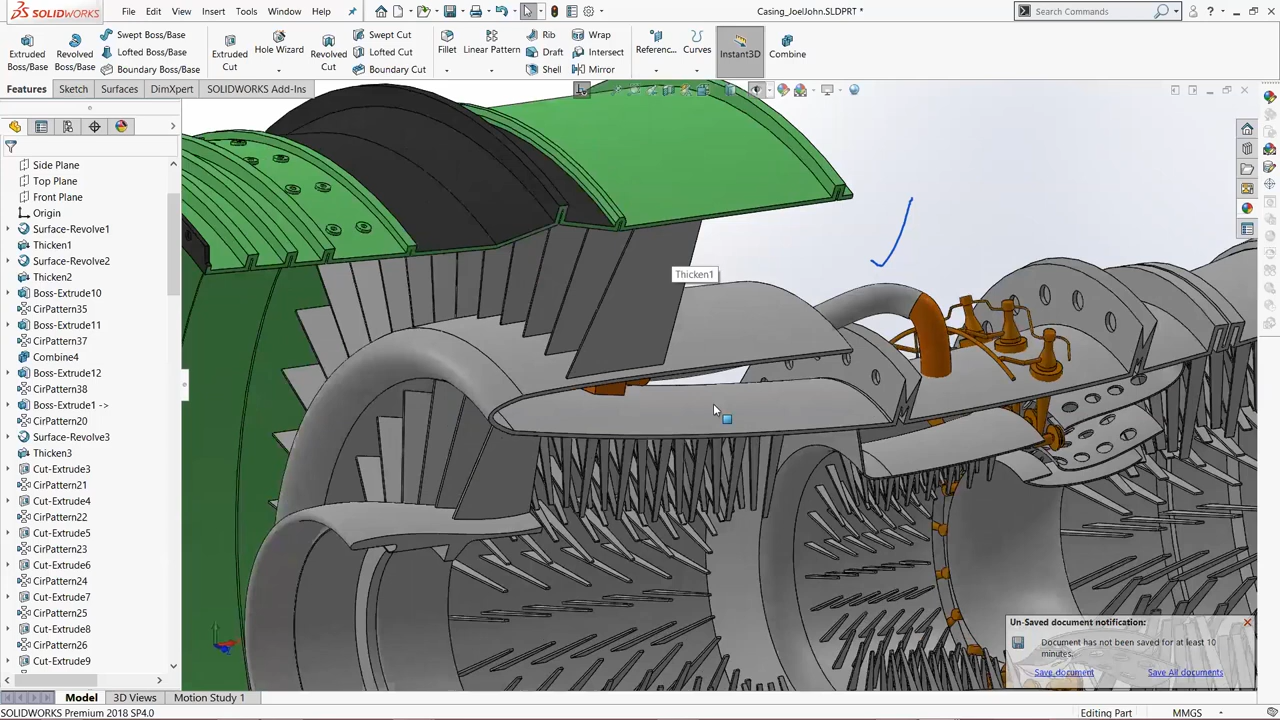 SOLIDWORKS File Edit View Insert Tools Window Help Casing_JoelJohn.SLDPRT * Search Commands
Extruded Boss/Base
Revolved Boss/Base
Swept Boss/Base
Lofted Boss/Base
Boundary Boss/Base
Extruded Cut
Hole Wizard
Revolved Cut
Swept Cut
Lofted Cut
Boundary Cut
Fillet
Linear Pattern
Rib
Draft
Shell
Wrap
Intersect
Mirror
Referenc...
Curves
Instant3D
Combine
Features Sketch Surfaces DimXpert SOLIDWORKS Add-Ins
Side Plane
Top Plane
Front Plane
Origin
Surface-Revolve1
Thicken1
Surface-Revolve2
Thicken2
Boss-Extrude10
CirPattern35
Boss-Extrude11
CirPattern37
Combine4
Boss-Extrude12
CirPattern38
Boss-Extrude1 ->
CirPattern20
Surface-Revolve3
Thicken3
Cut-Extrude3
CirPattern21
Cut-Extrude4
CirPattern22
Cut-Extrude5
CirPattern23
Cut-Extrude6
CirPattern24
Cut-Extrude7
CirPattern25
Cut-Extrude8
CirPattern26
Cut-Extrude9
Thicken1
Un-Saved document notification:
Document has not been saved for at least 10
minutes.
Save document Save All documents
Model 3D Views Motion Study 1
SOLIDWORKS Premium 2018 SP4.0 Editing Part MMGS